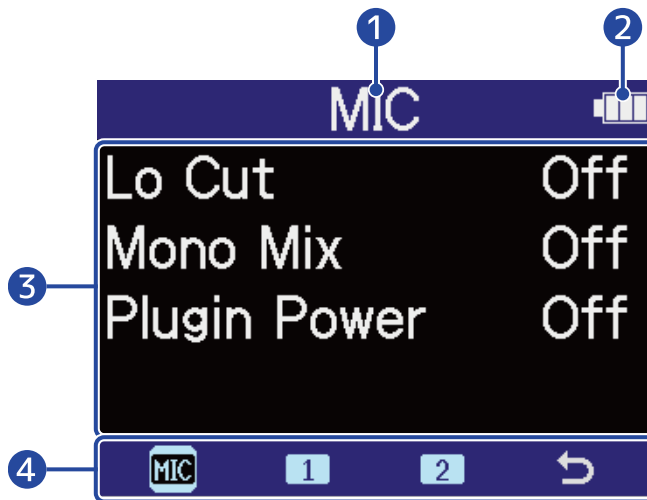 1 2
MIC
Lo Cut Off
Mono Mix Off
3
Plugin Power Off
4 MIC 1 2